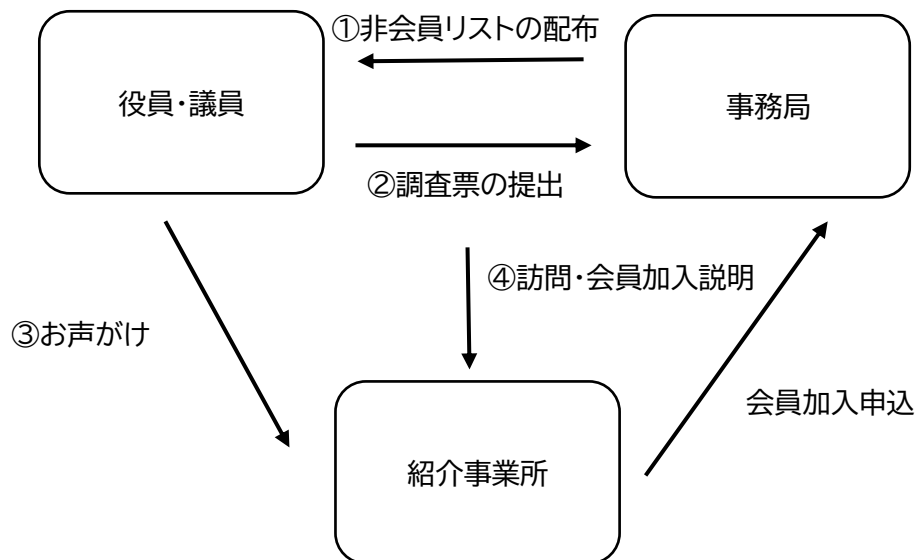 ①非会員リストの配布
役員・議員
事務局
②調査票の提出
④訪問・会員加入説明
③お声がけ
会員加入申込
紹介事業所